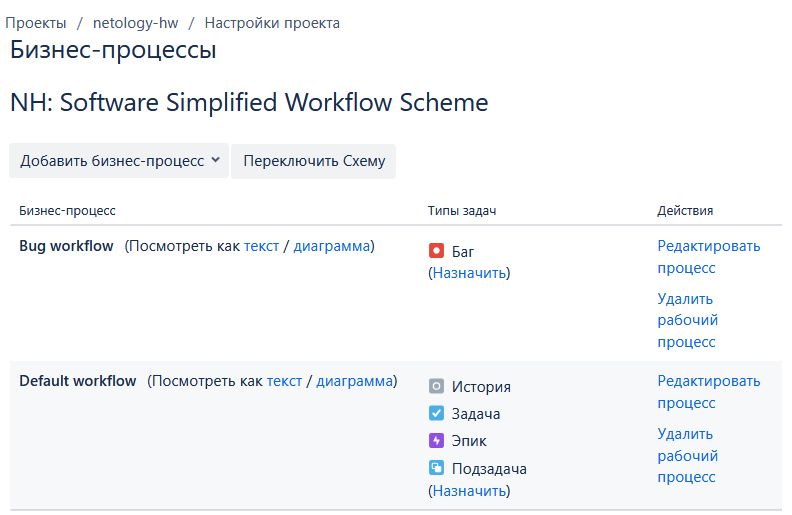 Проекты / netology-hw / Настройки проекта
Бизнес-процессы
NH: Software Simplified Workflow Scheme
Добавить бизнес-процесс Переключить Схему
Бизнес-процесс Типы задач Действия
Bug workflow (Посмотреть как текст / диаграмма) Баг Редактировать
(Назначить) процесс
Удалить
рабочий
процесс
Default workflow (Посмотреть как текст / диаграмма) История Редактировать
Задача процесс
Эпик Удалить
рабочий
Подзадача процесс
(Назначить)